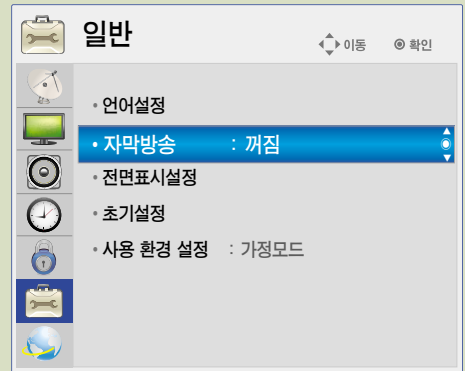 일반
이동 확인
• 언어설정
• 자막방송 : 꺼짐
• 전면표시설정
• 초기설정
• 사용 환경 설정 : 가정모드